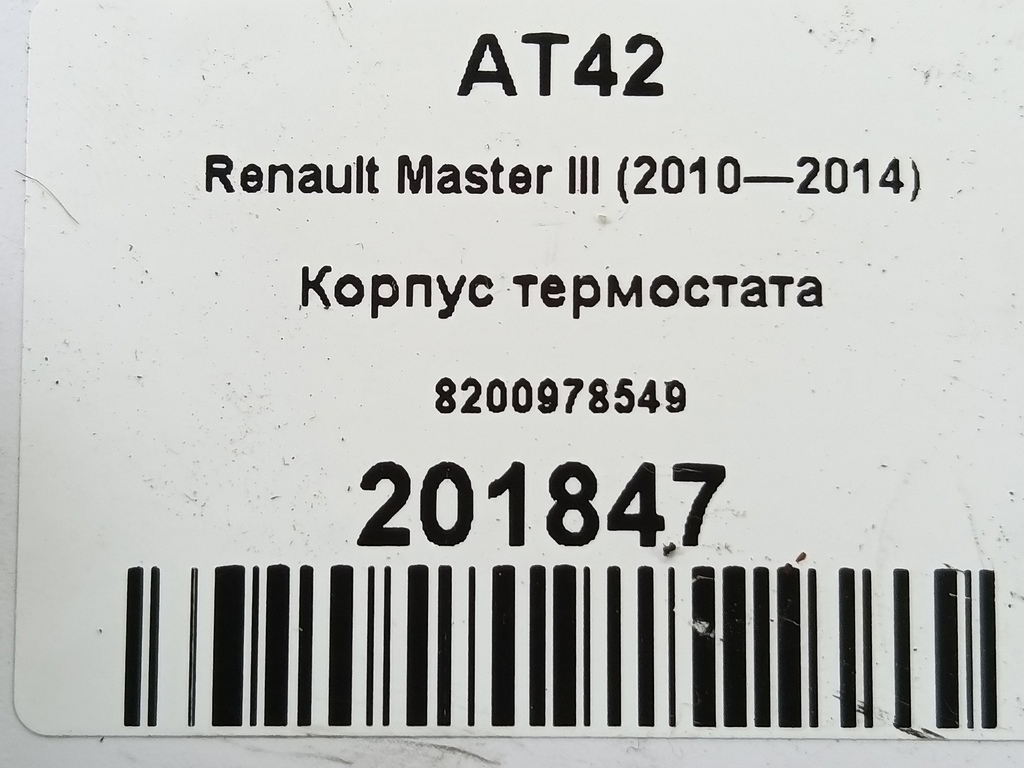 AT42
Renault Master III (2010—2014)
Корпус термостата
8200978549
201847